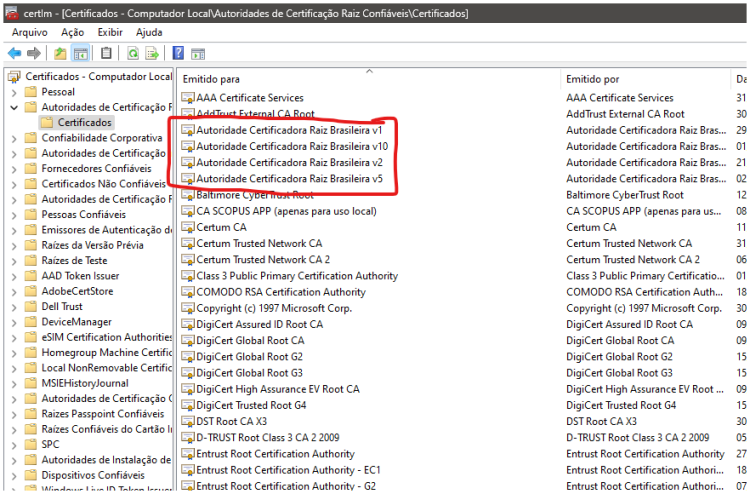 certlm - [Certificados - Computador Local\Autoridades de Certificação Raiz Confiáveis\Certificados]
Arquivo Ação Exibir Ajuda
Certificados - Computador Local
Pessoal
Autoridades de Certificação
Certificados
Confiabilidade Corporativa
Autoridades de Certificação
Fornecedores Confiáveis
Certificados Não Confiáveis
Autoridades de Certificação
Pessoas Confiáveis
Emissores de Autenticação
Raízes da Versão Prévia
Raízes de Teste
AAD Token Issuer
AdobeCertStore
Dell Trust
DeviceManager
eSIM Certification Authorities
Homegroup Machine Certific
Local NonRemovable Certific
MSIEHistoryJournal
Autoridades de Certificação
Raizes Passpoint Confiáveis
Raízes Confiáveis do Cartão
SPC
Autoridades de Instalação de
Dispositivos Confiáveis
Windows Live ID Token Issuer
Emitido para Emitido por
AAA Certificate Services AAA Certificate Services 31
AddTrust External CA Root AddTrust External CA Root 30
Autoridade Certificadora Raiz Brasileira v1 Autoridade Certificadora Raiz Bras... 29
Autoridade Certificadora Raiz Brasileira v10 Autoridade Certificadora Raiz Bras... 01
Autoridade Certificadora Raiz Brasileira v2 Autoridade Certificadora Raiz Bras... 21
Autoridade Certificadora Raiz Brasileira v5 Autoridade Certificadora Raiz Bras... 02
Baltimore CyberTrust Root Baltimore CyberTrust Root 12
CA SCOPUS APP (apenas para uso local) CA SCOPUS APP (apenas para us... 08
Certum CA Certum CA 11
Certum Trusted Network CA Certum Trusted Network CA 31
Certum Trusted Network CA 2 Certum Trusted Network CA 2 06
Class 3 Public Primary Certification Authority Class 3 Public Primary Certificatio... 01
COMODO RSA Certification Authority COMODO RSA Certification Auth... 18
Copyright (c) 1997 Microsoft Corp. Copyright (c) 1997 Microsoft Corp. 30
DigiCert Assured ID Root CA DigiCert Assured ID Root CA 09
DigiCert Global Root CA DigiCert Global Root CA 09
DigiCert Global Root G2 DigiCert Global Root G2 15
DigiCert Global Root G3 DigiCert Global Root G3 15
DigiCert High Assurance EV Root CA DigiCert High Assurance EV Root ... 09
DigiCert Trusted Root G4 DigiCert Trusted Root G4 15
DST Root CA X3 DST Root CA X3 30
D-TRUST Root Class 3 CA 2 2009 D-TRUST Root Class 3 CA 2 2009 05
Entrust Root Certification Authority Entrust Root Certification Authority 27
Entrust Root Certification Authority - EC1 Entrust Root Certification Authori... 18
Entrust Root Certification Authority - G2 Entrust Root Certification Authori... 07